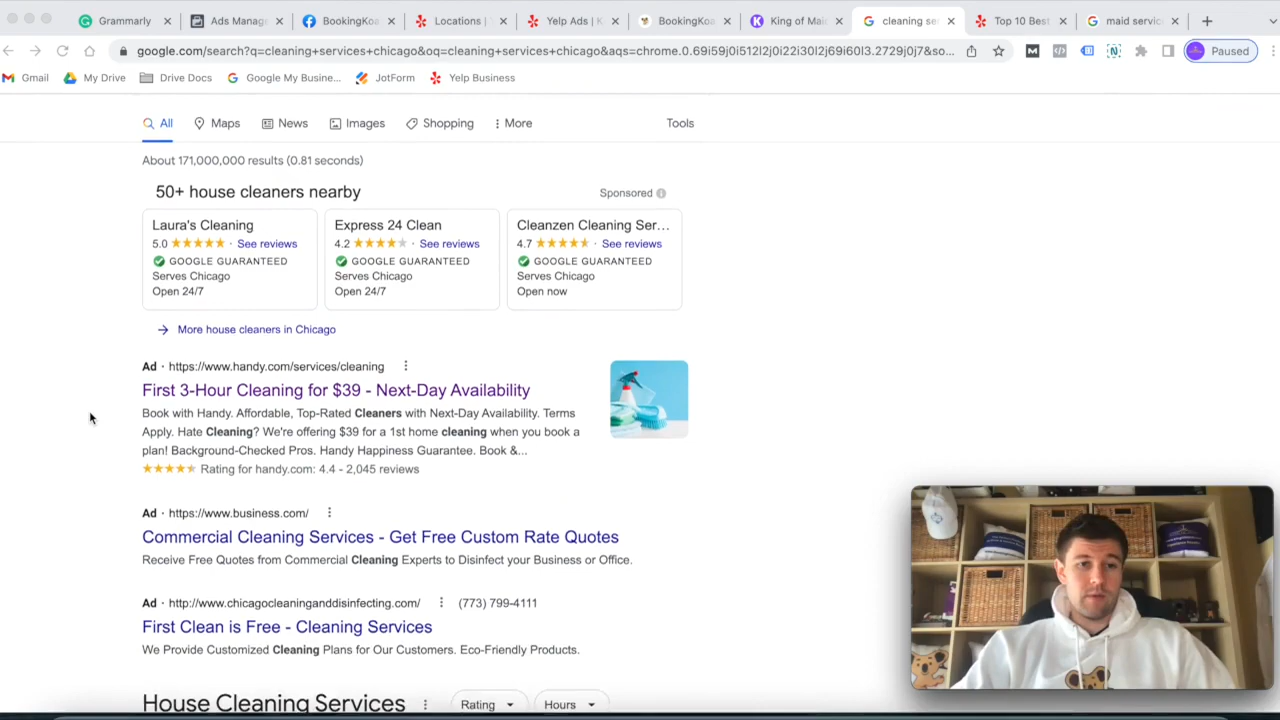 Grammarly
Ads Manage
BookingKoa
Locations |
Yelp Ads | K
BookingKoa
King of Mai
cleaning se
Top 10 Best
maid servic
google.com/search?q=cleaning+services+chicago&oq=cleaning+services+chicago&aqs=chrome.0.69i59j0i512l2j0i22i30l2j69i60l3.2729j0j7&so...
Paused
Gmail
My Drive
Drive Docs
Google My Busine...
JotForm
Yelp Business
All
Maps
News
Images
Shopping
More
Tools
About 171,000,000 results (0.81 seconds)
50+ house cleaners nearby
Sponsored
Laura's Cleaning
5.0 · See reviews
GOOGLE GUARANTEED
Serves Chicago
Open 24/7
Express 24 Clean
4.2 · See reviews
GOOGLE GUARANTEED
Serves Chicago
Open 24/7
Cleanzen Cleaning Ser...
4.7 · See reviews
GOOGLE GUARANTEED
Serves Chicago
Open now
More house cleaners in Chicago
Ad · https://www.handy.com/services/cleaning
First 3-Hour Cleaning for $39 - Next-Day Availability
Book with Handy. Affordable, Top-Rated Cleaners with Next-Day Availability. Terms
Apply. Hate Cleaning? We're offering $39 for a 1st home cleaning when you book a
plan! Background-Checked Pros. Handy Happiness Guarantee. Book &...
Rating for handy.com: 4.4 - 2,045 reviews
Ad · https://www.business.com/
Commercial Cleaning Services - Get Free Custom Rate Quotes
Receive Free Quotes from Commercial Cleaning Experts to Disinfect your Business or Office.
Ad · http://www.chicagocleaninganddisinfecting.com/ (773) 799-4111
First Clean is Free - Cleaning Services
We Provide Customized Cleaning Plans for Our Customers. Eco-Friendly Products.
House Cleaning Services
Rating
Hours